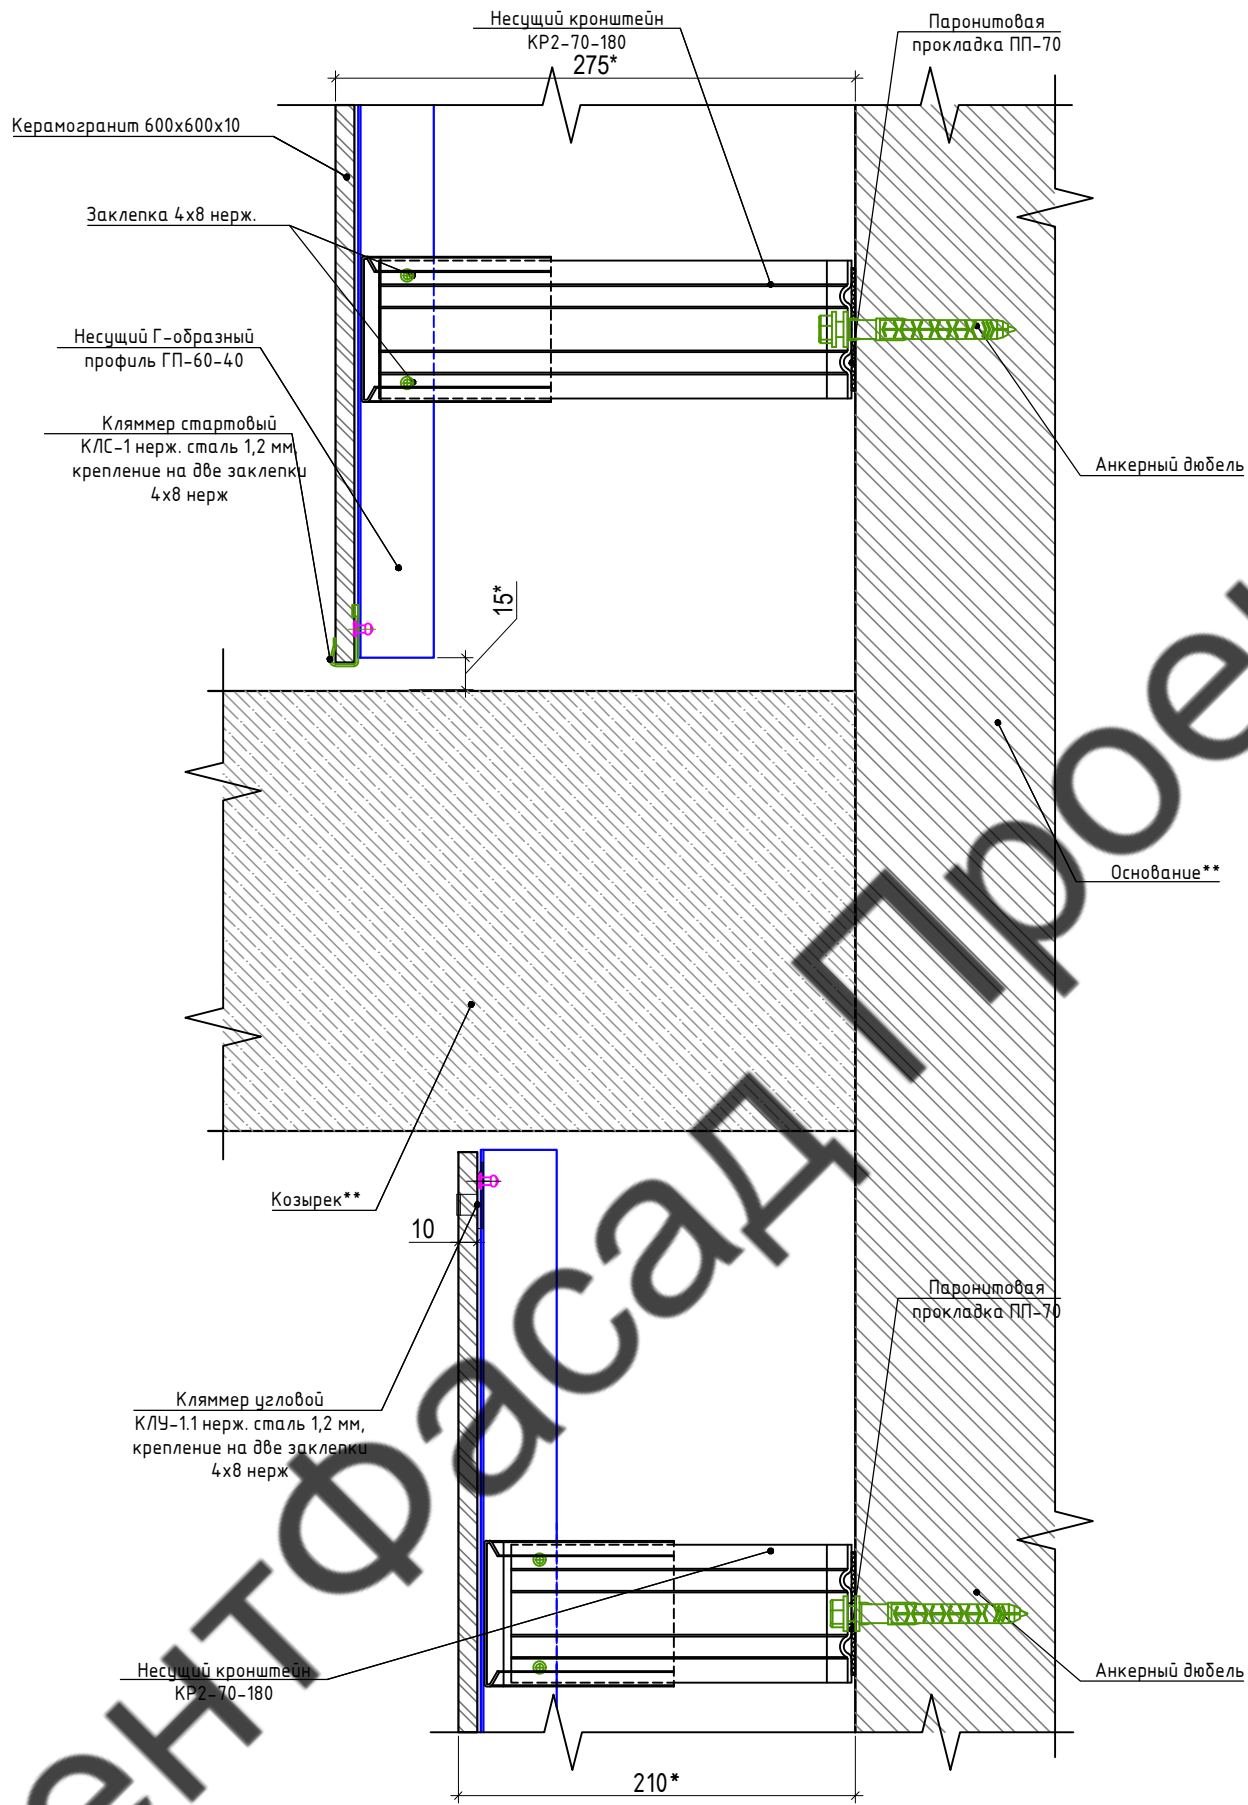 Несущий кронштейн
КР2-70-180
Паронитовая
прокладка ПП-70
275*
Керамогранит 600х600х10
Заклепка 4х8 нерж.
Несущий Г-образный
профиль ГП-60-40
Кляммер стартовый
КЛС-1 нерж. сталь 1,2 мм,
крепление на две заклепки
4х8 нерж
Анкерный дюбель
15*
Основание**
Козырек**
10
Паронитовая
прокладка ПП-70
Кляммер угловой
КЛУ-1.1 нерж. сталь 1,2 мм,
крепление на две заклепки
4х8 нерж
Несущий кронштейн
КР2-70-180
Анкерный дюбель
210*
ентФасад Прое